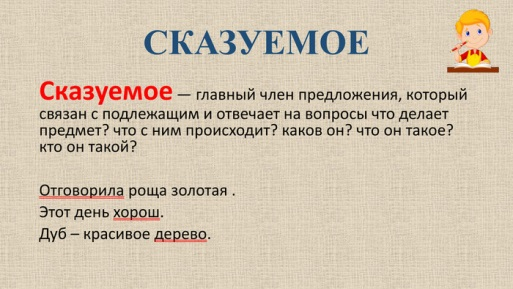 СКАЗУЕМОЕ
Сказуемое — главный член предложения, который
связан с подлежащим и отвечает на вопросы что делает
предмет? что с ним происходит? каков он? что он такое?
кто он такой?
Отговорила роща золотая .
Этот день хорош.
Дуб – красивое дерево.